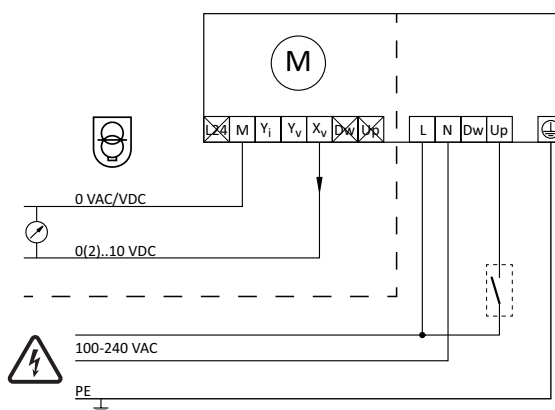 M
L24 M Yi Yv Xv Dw Up L N Dw Up
0 VAC/VDC
0(2)..10 VDC
100-240 VAC
PE